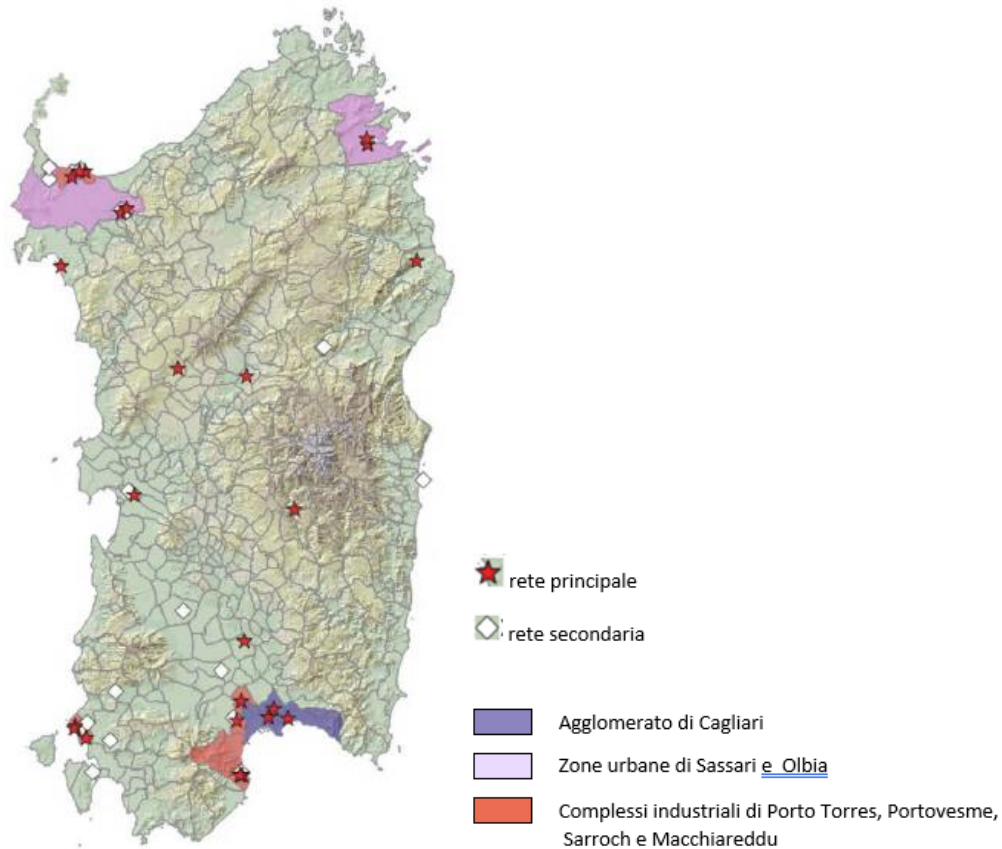 rete principale
rete secondaria
Agglomerato di Cagliari
Zone urbane di Sassari e Olbia
Complessi industriali di Porto Torres, Portovesme,
Sarroch e Macchiareddu